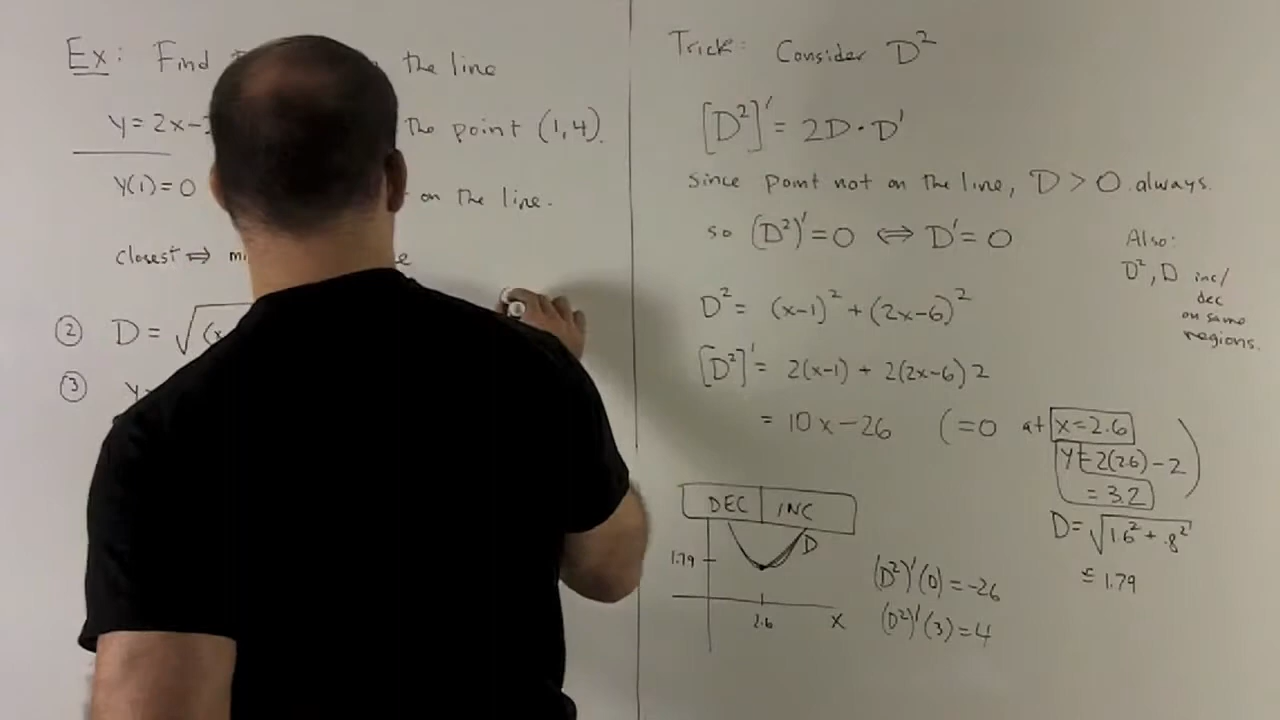 Ex: Find the line
y = 2x- the point (1,4).
y(1) = 0 on the line.
closest ⇒
② D = √(x
③ y=
Trick: Consider D²
[D²]' = 2D · D'
since point not on the line, D > 0 always.
so (D²)' = 0 ⇔ D' = 0
Also:
D², D inc/
dec
on same
regions.
D² = (x-1)² + (2x-6)²
[D²]' = 2(x-1) + 2(2x-6)2
= 10x - 26 (=0 at x = 2.6
y = 2(2.6) - 2
= 3.2 )
D = √1.6² + .8²
≤ 1.79
DEC INC
D
1.79
2.6 x
(D²)'(0) = -26
(D²)'(3) = 4